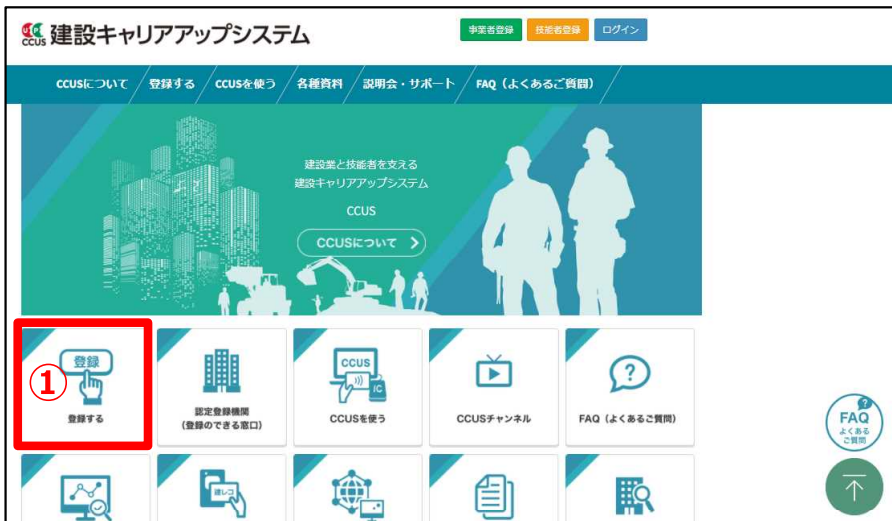 CCUS 建設キャリアアップシステム
事業者登録 技能者登録 ログイン
CCUSについて 登録する CCUSを使う 各種資料 説明会・サポート FAQ（よくあるご質問）
建設業と技能者を支える
建設キャリアアップシステム
CCUS
CCUSについて
①
登録
登録する
認定登録機関
(登録のできる窓口)
CCUS
IC
CCUSを使う
CCUSチャンネル
?
FAQ（よくあるご質問）
?
FAQ
よくある
ご質問
建レコ